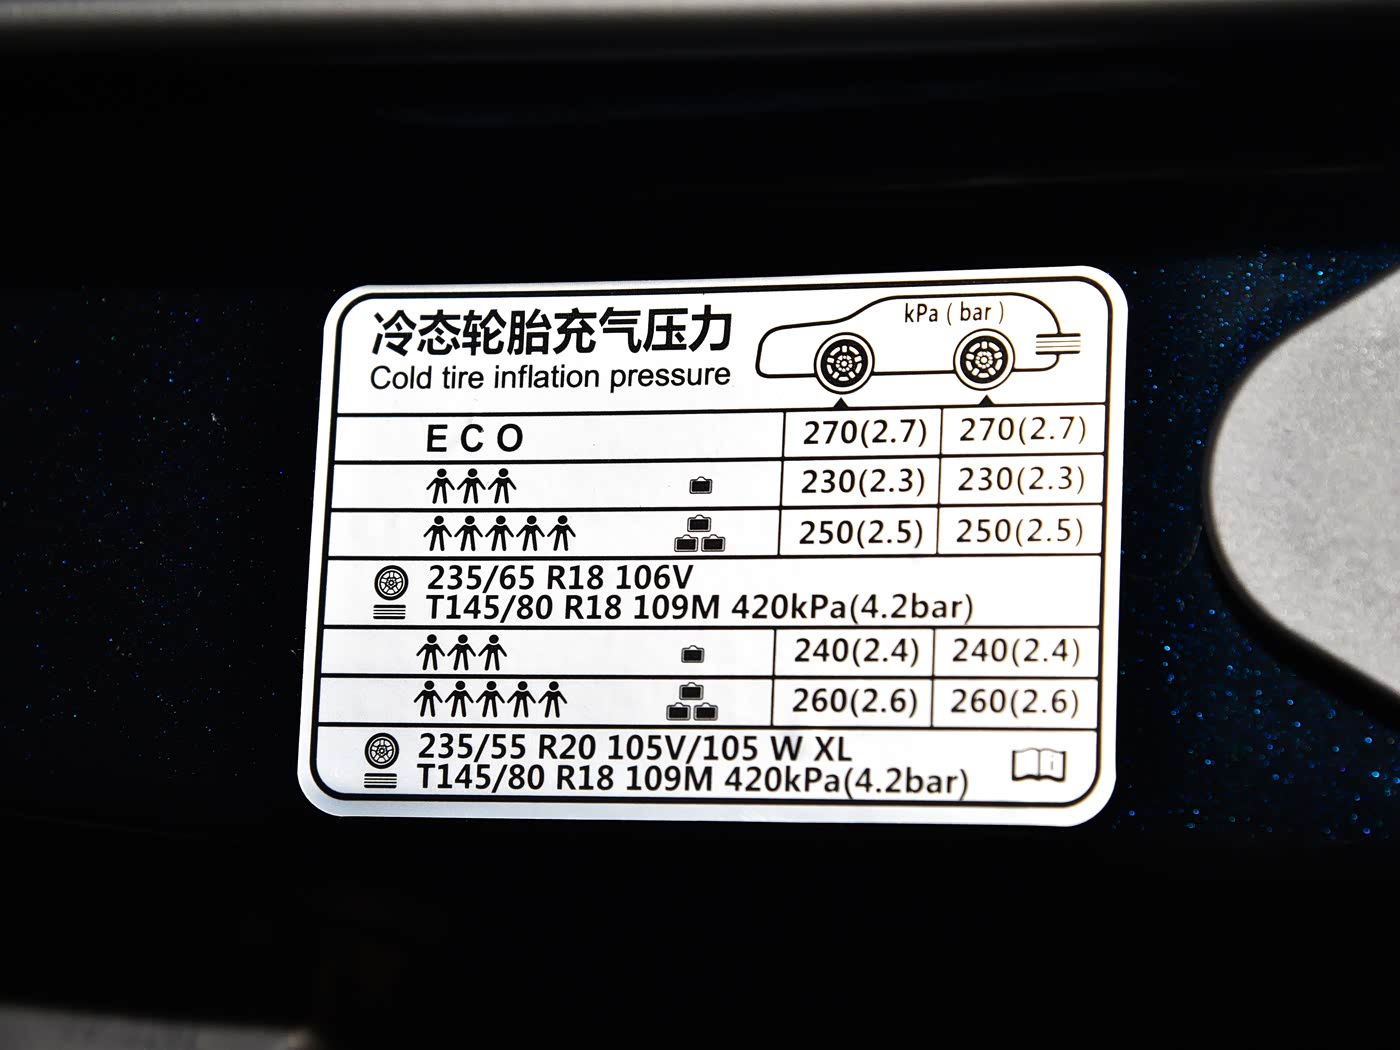 冷态轮胎充气压力
kPa ( bar )
Cold tire inflation pressure
E C O 270(2.7) 270(2.7)
230(2.3) 230(2.3)
250(2.5) 250(2.5)
235/65 R18 106V
T145/80 R18 109M 420kPa(4.2bar)
240(2.4) 240(2.4)
260(2.6) 260(2.6)
235/55 R20 105V/105 W XL
T145/80 R18 109M 420kPa(4.2bar)